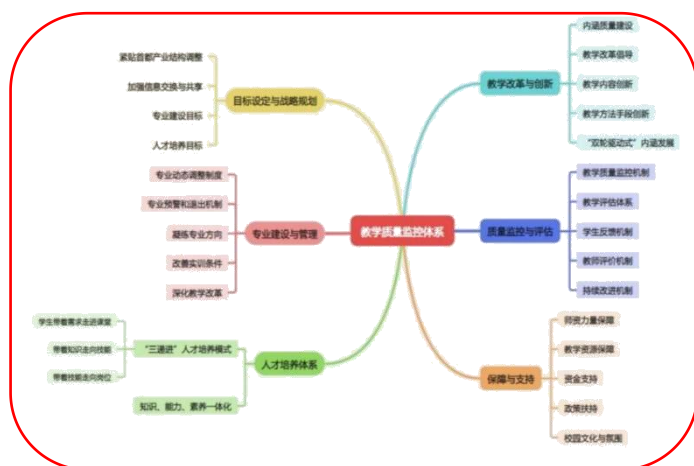 紧贴首都产业结构调整
加强信息交换与共享
专业建设目标
人才培养目标
目标设定与战略规划
专业动态调整制度
专业预警和退出机制
凝练专业方向
改善实训条件
深化教学改革
专业建设与管理
学生带着需求走进课堂
带着知识走向技能
带着技能走向岗位
"三递进"人才培养模式
知识、能力、素养一体化
人才培养体系
教学质量监控体系
教学改革与创新
内涵质量建设
教学改革倡导
教学内容创新
教学方法手段创新
"双轮驱动式"内涵发展
质量监控与评估
教学质量监控机制
教学评估体系
学生反馈机制
教师评价机制
持续改进机制
保障与支持
师资力量保障
教学资源保障
资金支持
政策扶持
校园文化与氛围